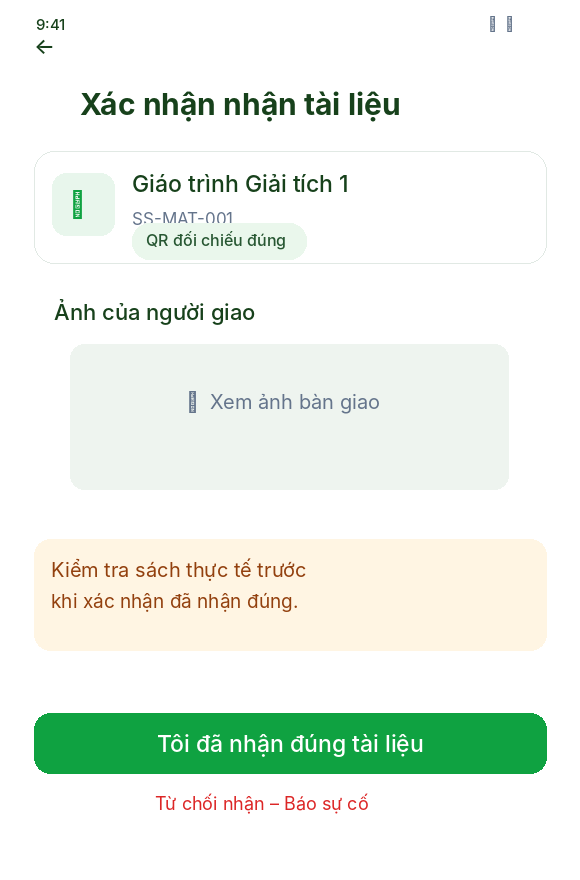 9:41
←
Xác nhận nhận tài liệu
Giáo trình Giải tích 1
SS-MAT-001
QR đối chiếu đúng
Ảnh của người giao
Xem ảnh bàn giao
Kiểm tra sách thực tế trước
khi xác nhận đã nhận đúng.
Tôi đã nhận đúng tài liệu
Từ chối nhận – Báo sự cố